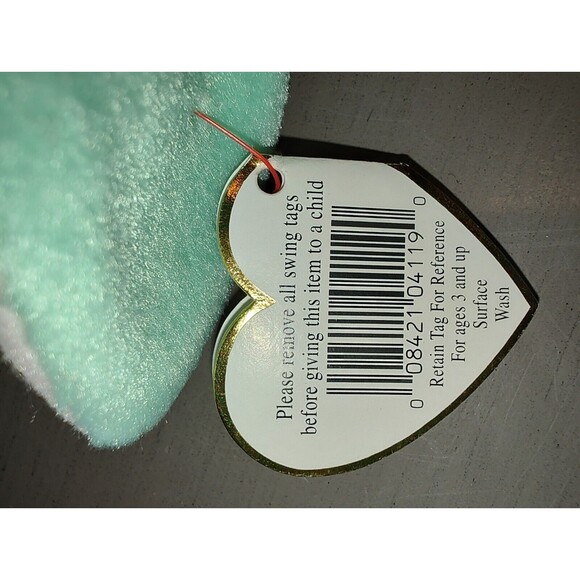 Please remove all swing tags
before giving this item to a child
0 08421 04119 0
Retain Tag For Reference
For ages 3 and up
Surface
Wash